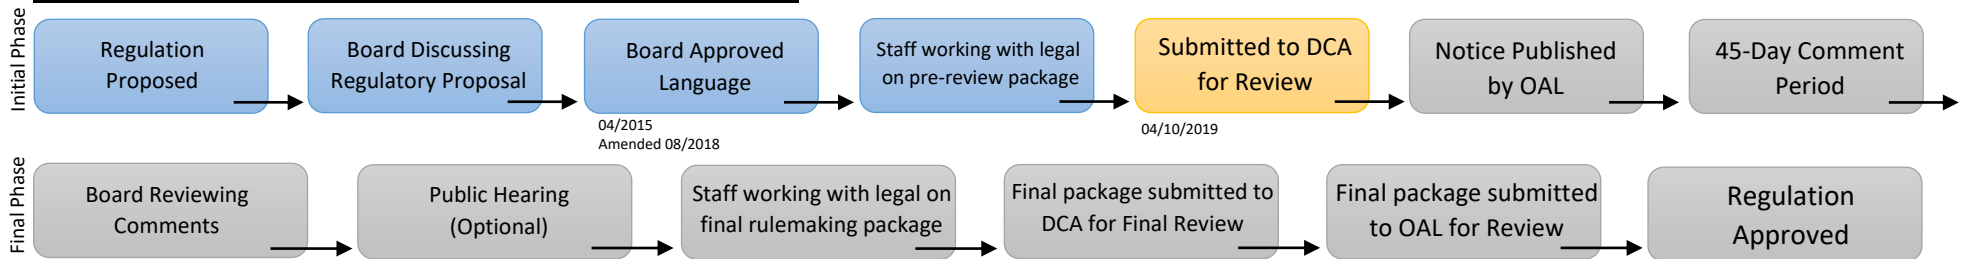 Initial Phase
Regulation
Proposed
Board Discussing
Regulatory Proposal
Board Approved
Language
04/2015
Amended 08/2018
Staff working with legal
on pre-review package
Submitted to DCA
for Review
04/10/2019
Notice Published
by OAL
45-Day Comment
Period
Final Phase
Board Reviewing
Comments
Public Hearing
(Optional)
Staff working with legal on
final rulemaking package
Final package submitted to
DCA for Final Review
Final package submitted
to OAL for Review
Regulation
Approved